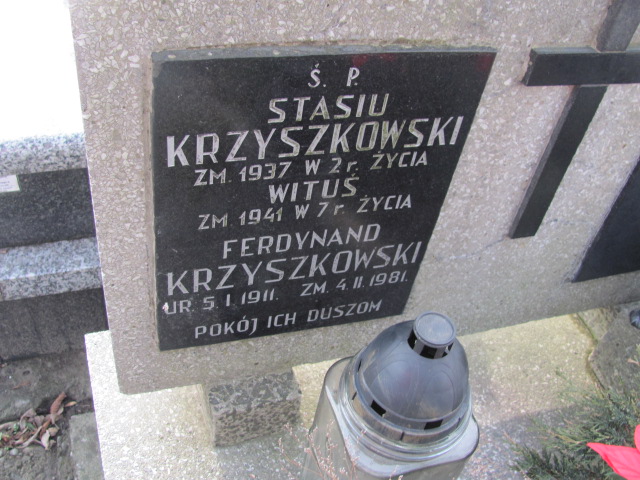 Ś. P.
STASIU
KRZYSZKOWSKI
ZM. 1937 W 2 r. ŻYCIA
WITUŚ
ZM. 1941 W 7 r. ŻYCIA
FERDYNAND
KRZYSZKOWSKI
UR. 5. I. 1911. ZM. 4. II. 1981.
POKÓJ ICH DUSZOM